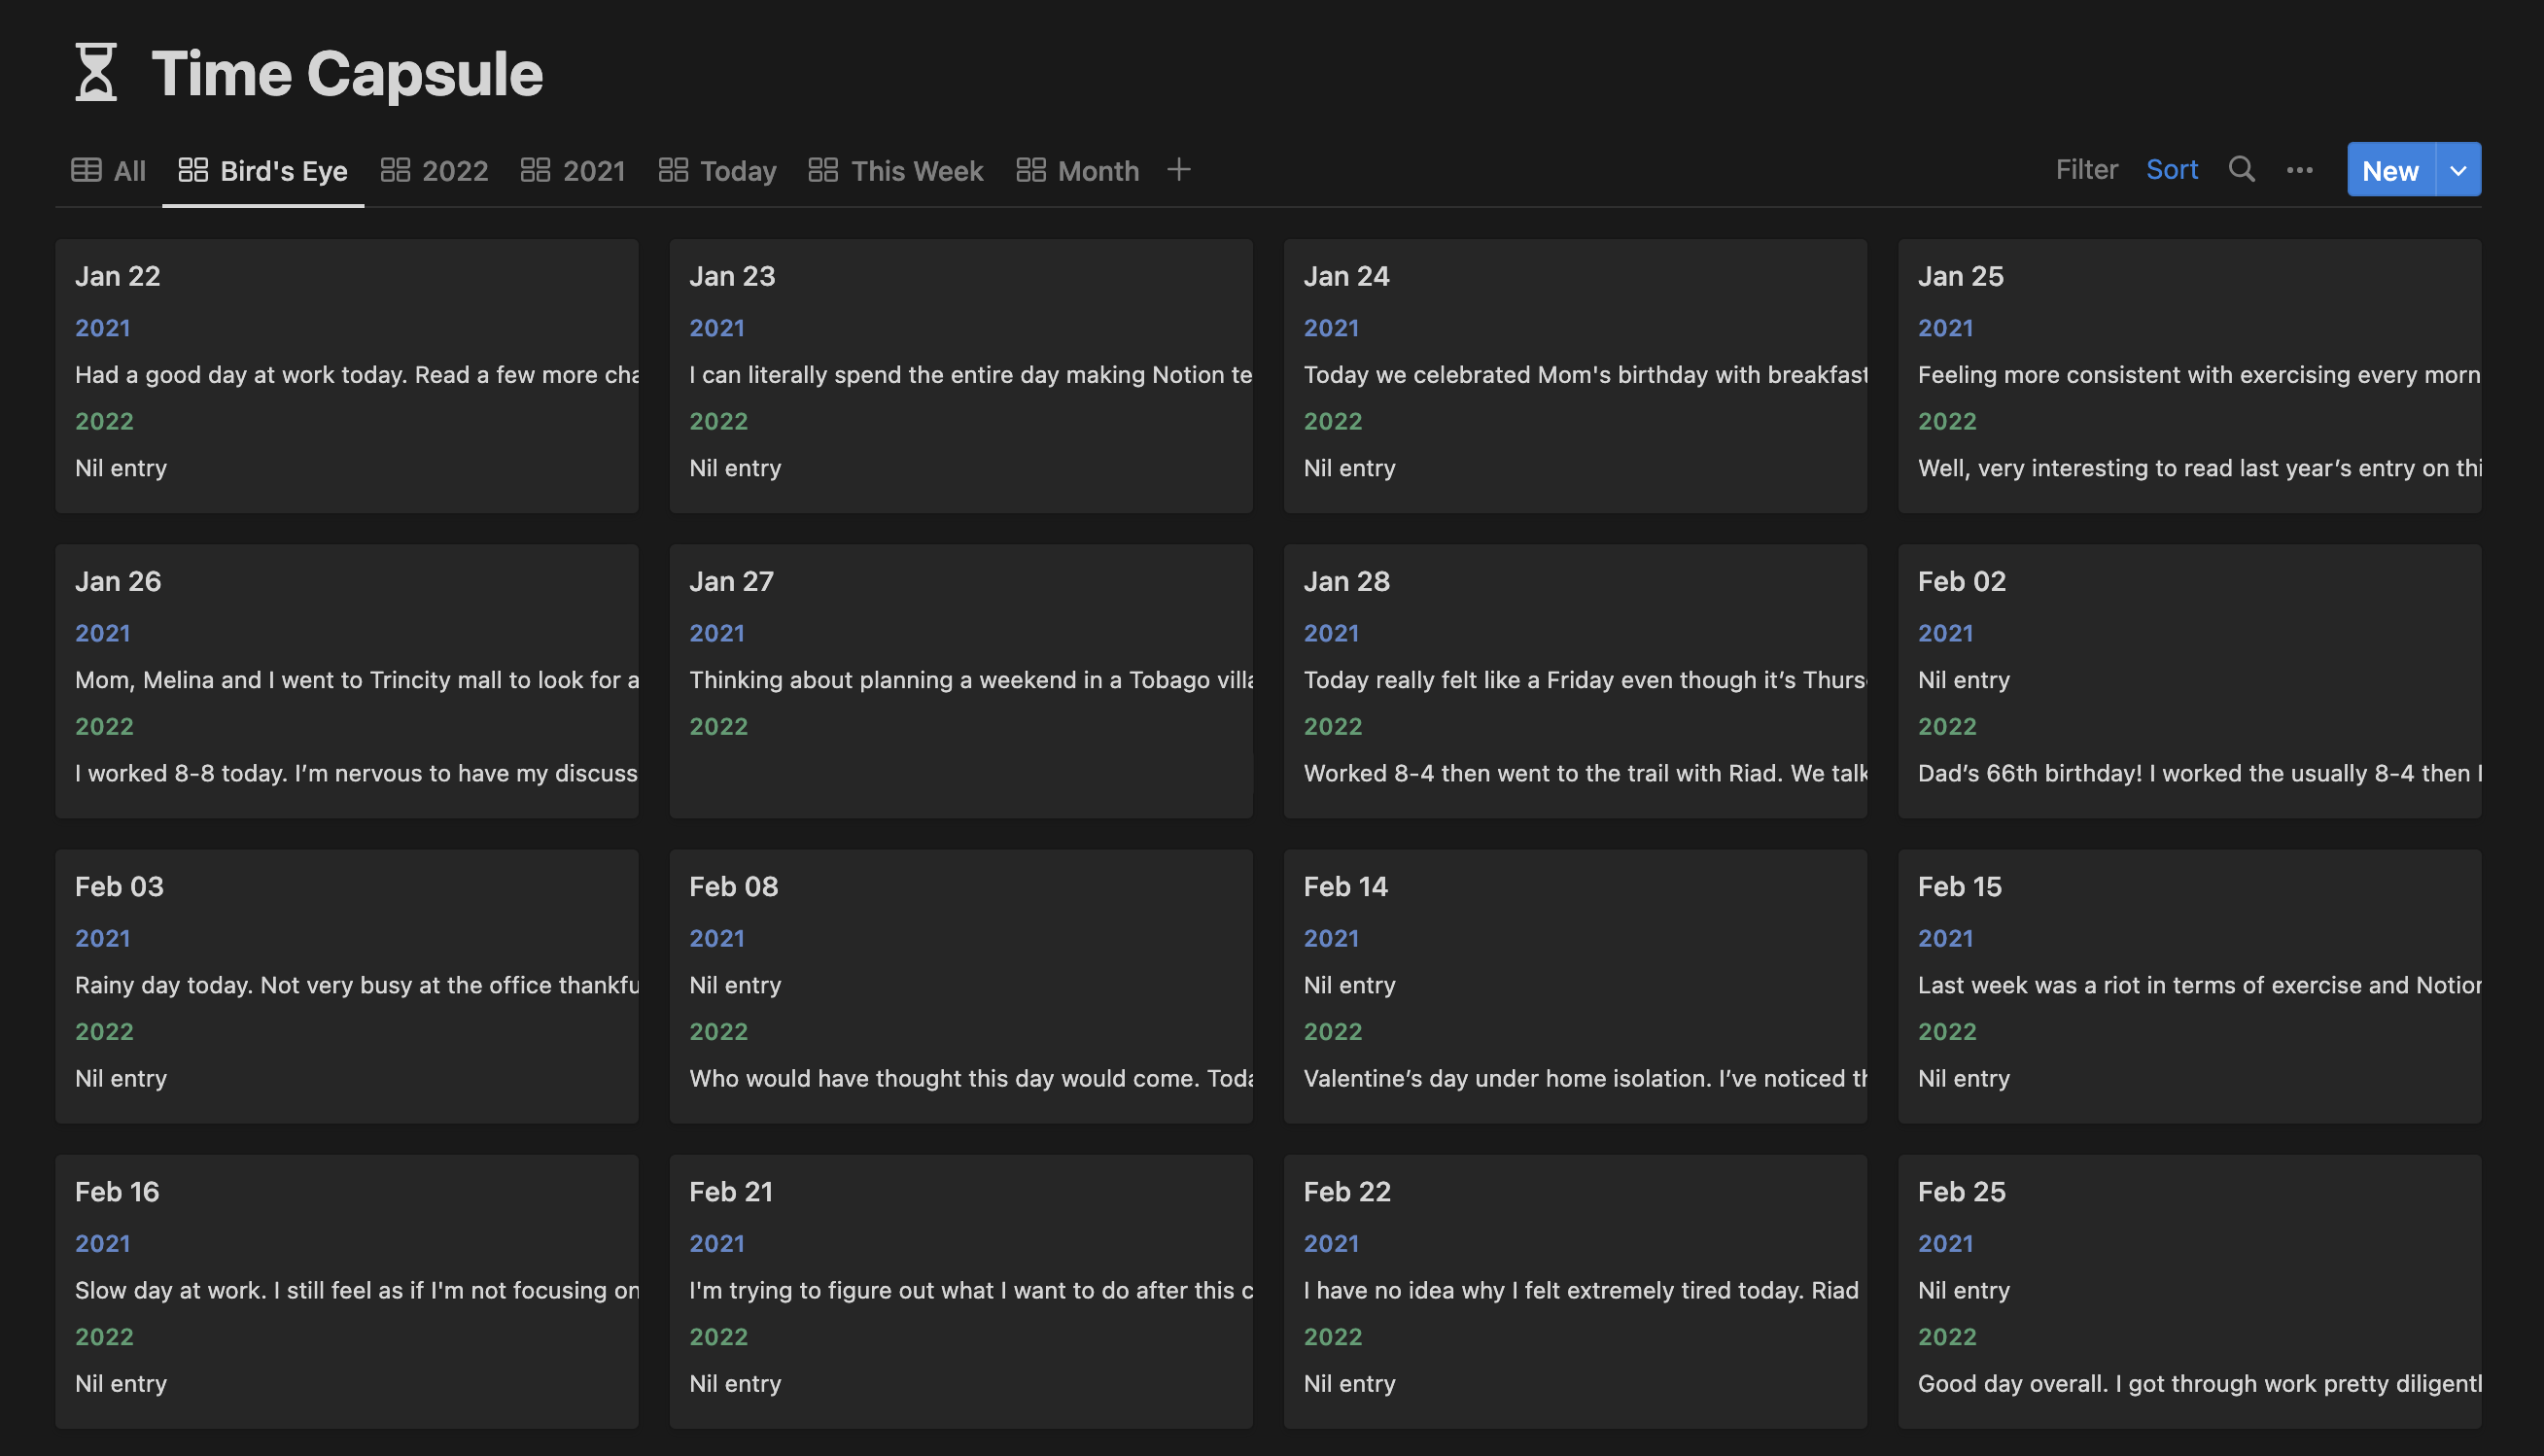 Time Capsule
All Bird's Eye 2022 2021 Today This Week Month
Filter Sort New
Jan 22
2021
Had a good day at work today. Read a few more
2022
Nil entry
Jan 23
2021
I can literally spend the entire day making Notion
2022
Nil entry
Jan 24
2021
Today we celebrated Mom's birthday with breakfast
2022
Nil entry
Jan 25
2021
Feeling more consistent with exercising every
2022
Well, very interesting to read last year’s entry on
Jan 26
2021
Mom, Melina and I went to Trincity mall to look for a
2022
I worked 8-8 today. I’m nervous to have my
Jan 27
2021
Thinking about planning a weekend in a Tobago
2022
Jan 28
2021
Today really felt like a Friday even though it’s
2022
Worked 8-4 then went to the trail with Riad. We
Feb 02
2021
Nil entry
2022
Dad’s 66th birthday! I worked the usually 8-4 then
Feb 03
2021
Rainy day today. Not very busy at the office
2022
Nil entry
Feb 08
2021
Nil entry
2022
Who would have thought this day would come.
Feb 14
2021
Nil entry
2022
Valentine’s day under home isolation. I’ve noticed
Feb 15
2021
Last week was a riot in terms of exercise and
2022
Nil entry
Feb 16
2021
Slow day at work. I still feel as if I'm not focusing on
2022
Nil entry
Feb 21
2021
I'm trying to figure out what I want to do after this
2022
Nil entry
Feb 22
2021
I have no idea why I felt extremely tired today. Riad
2022
Nil entry
Feb 25
2021
Nil entry
2022
Good day overall. I got through work pretty